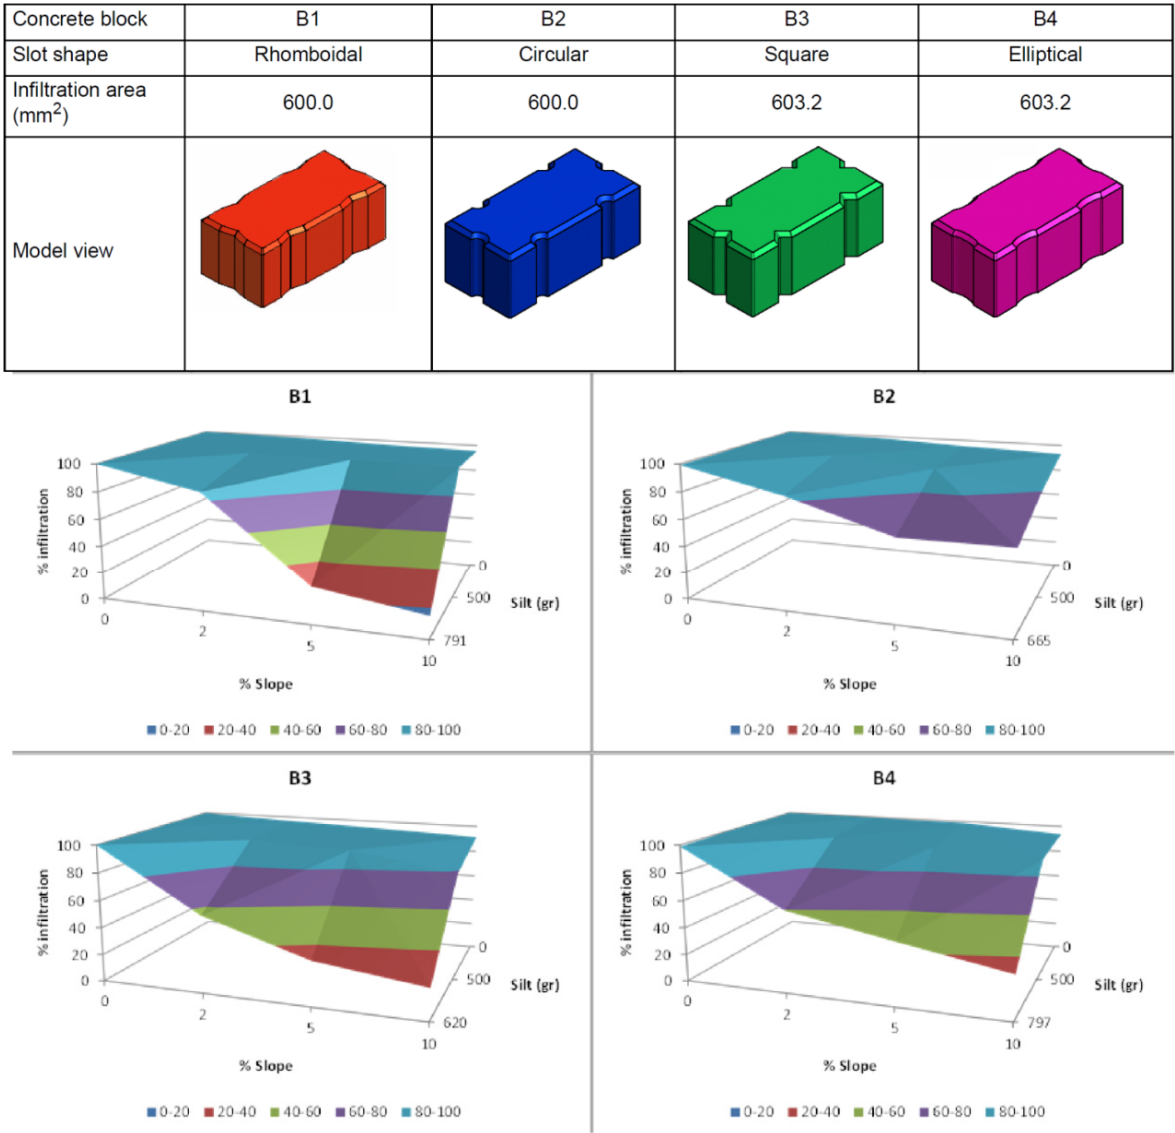 Concrete block B1 B2 B3 B4
Slot shape Rhomboidal Circular Square Elliptical
Infiltration area
(mm²) 600.0 600.0 603.2 603.2
Model view
B1
100
80
60
40
20
0
% infiltration
0
2
5
10
% Slope
0
500
791
Silt (gr)
0-20 20-40 40-60 60-80 80-100
B2
100
80
60
40
20
0
% infiltration
0
2
5
10
% Slope
0
500
665
Silt (gr)
0-20 20-40 40-60 60-80 80-100
B3
100
80
60
40
20
0
% infiltration
0
2
5
10
% Slope
0
500
620
Silt (gr)
0-20 20-40 40-60 60-80 80-100
B4
100
80
60
40
20
0
% infiltration
0
2
5
10
% Slope
0
500
797
Silt (gr)
0-20 20-40 40-60 60-80 80-100